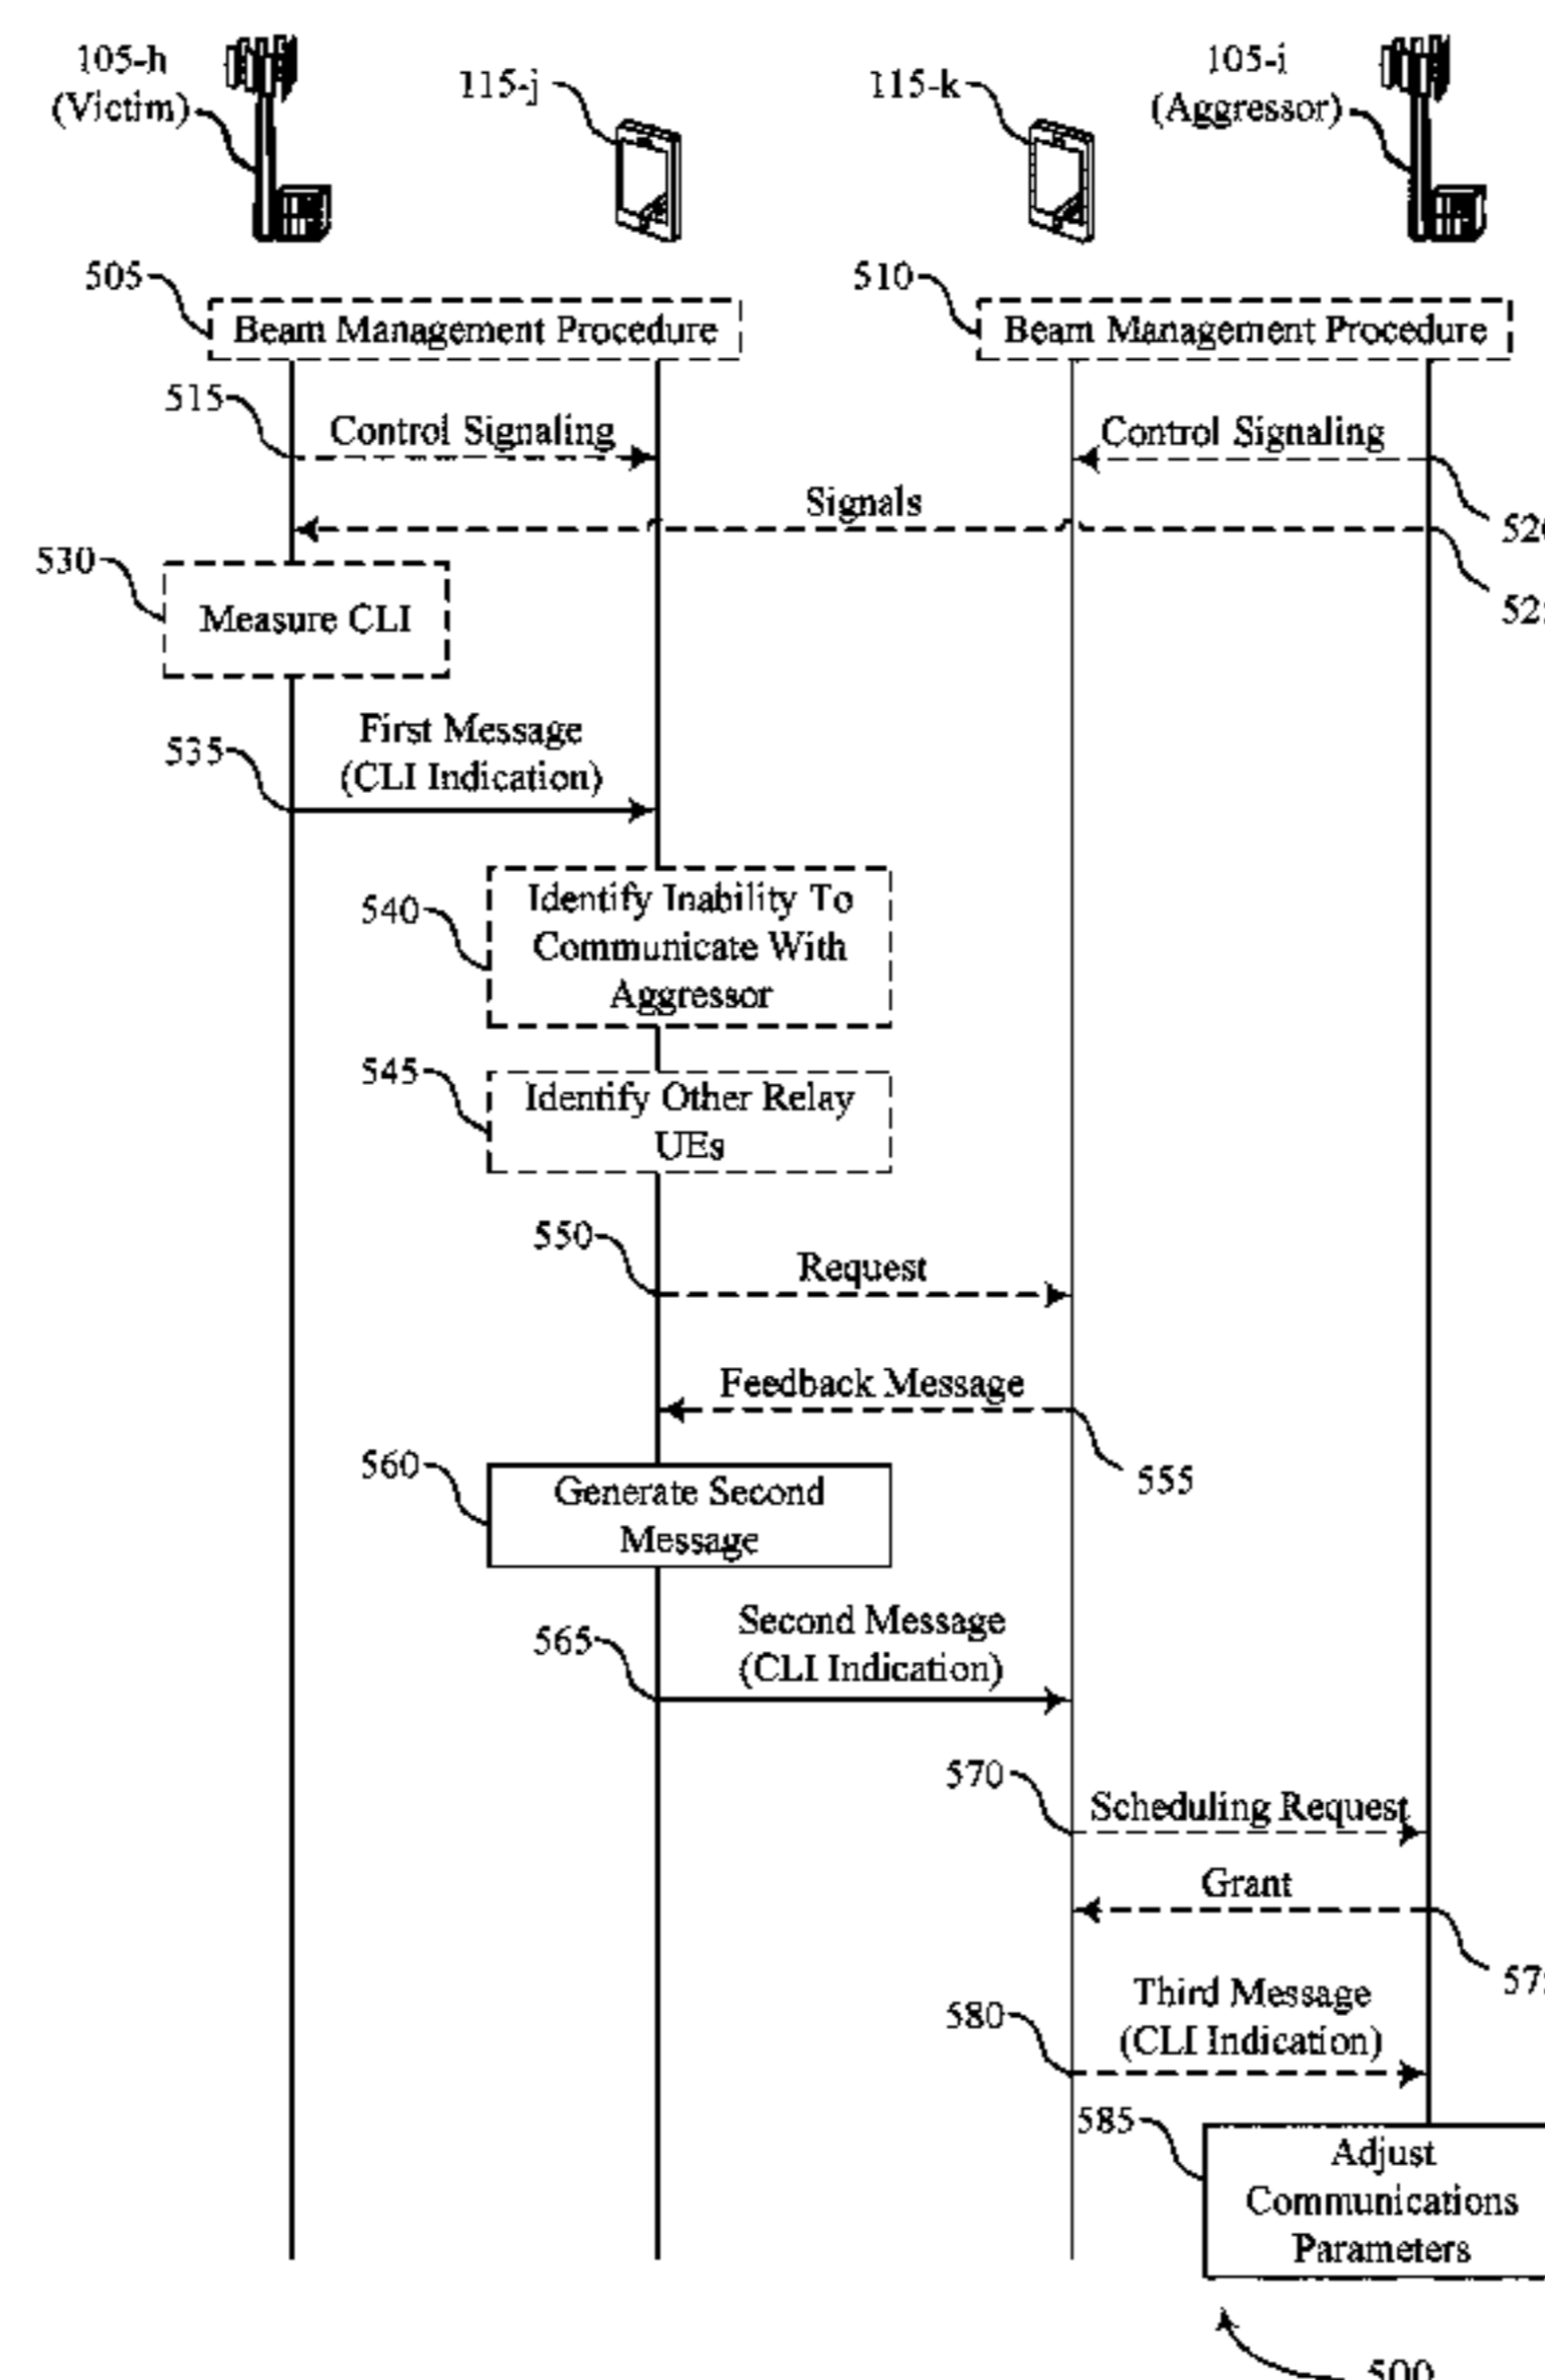 105-h
(Victim)
115-j
115-k
105-i
(Aggressor)
505
Beam Management Procedure
510
Beam Management Procedure
515
Control Signaling
Control Signaling
Signals
530
Measure CLI
First Message
(CLI Indication)
535
540
Identify Inability To
Communicate With
Aggressor
545
Identify Other Relay
UEs
550
Request
Feedback Message
555
560
Generate Second
Message
565
Second Message
(CLI Indication)
570
Scheduling Request
Grant
580
Third Message
(CLI Indication)
585
Adjust
Communications
Parameters
500